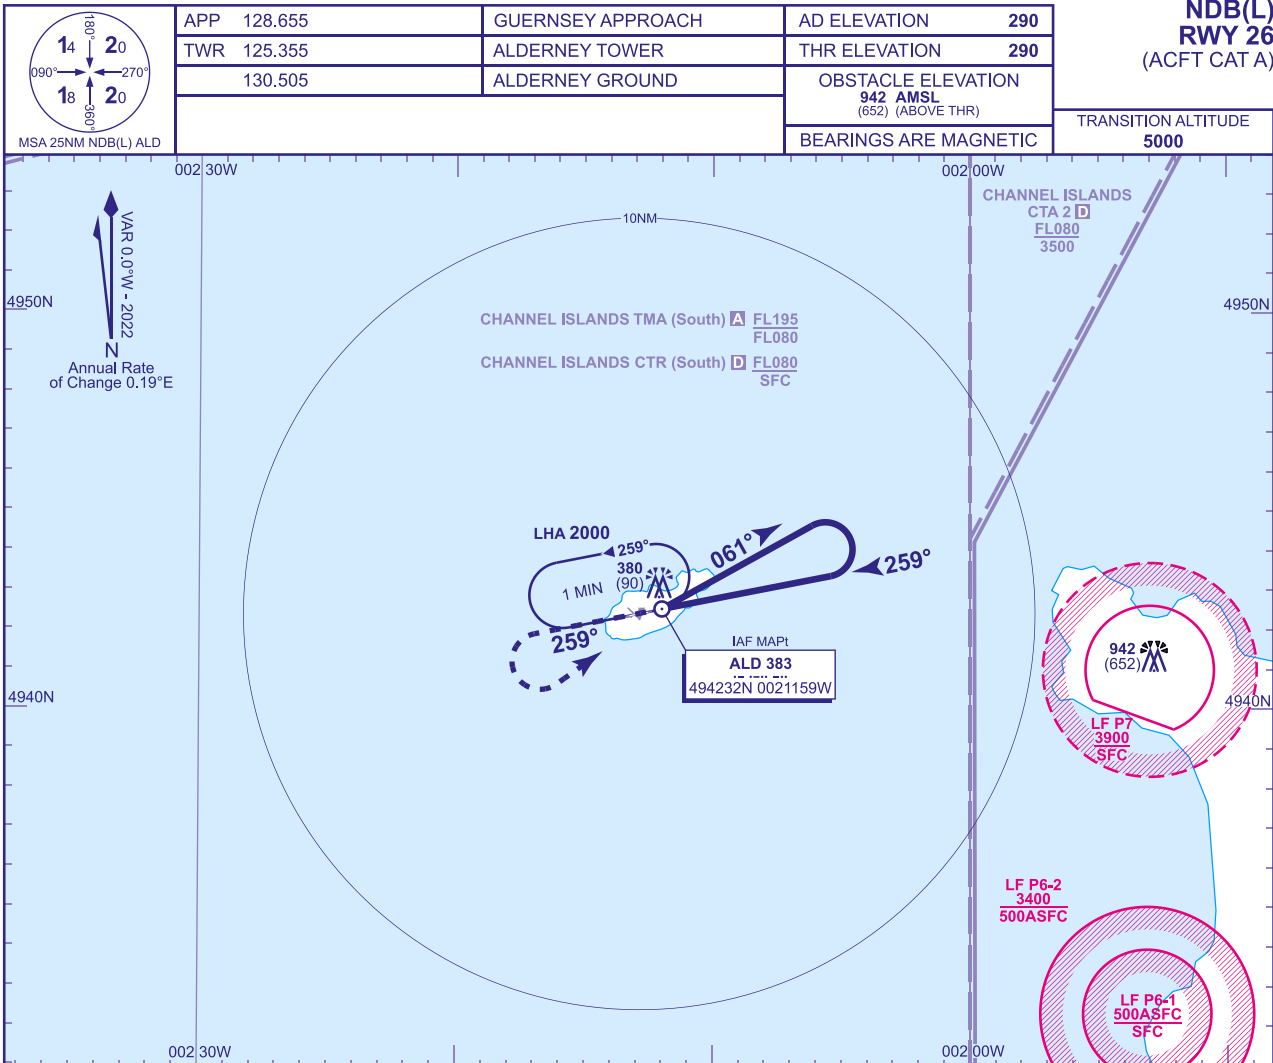 180°
14 20
090° 270°
18 20
360°
MSA 25NM NDB(L) ALD
APP 128.655 GUERNSEY APPROACH
TWR 125.355 ALDERNEY TOWER
130.505 ALDERNEY GROUND
AD ELEVATION 290
THR ELEVATION 290
OBSTACLE ELEVATION
942 AMSL
(652) (ABOVE THR)
BEARINGS ARE MAGNETIC
NDB(L)
RWY 26
(ACFT CAT A)
TRANSITION ALTITUDE
5000
002 30W
002 00W
VAR 0.0°W - 2022
N
Annual Rate
of Change 0.19°E
10NM
CHANNEL ISLANDS
CTA 2 D
FL080
3500
4950N
4950N
CHANNEL ISLANDS TMA (South) A FL195
FL080
CHANNEL ISLANDS CTR (South) D FL080
SFC
LHA 2000
259°
380
(90)
1 MIN
061°
259°
259°
IAF MAPt
ALD 383
494232N 0021159W
942
(652)
4940N
4940N
LF P7
3900
SFC
LF P6-2
3400
500ASFC
LF P6-1
500ASFC
SFC
002 30W
002 00W